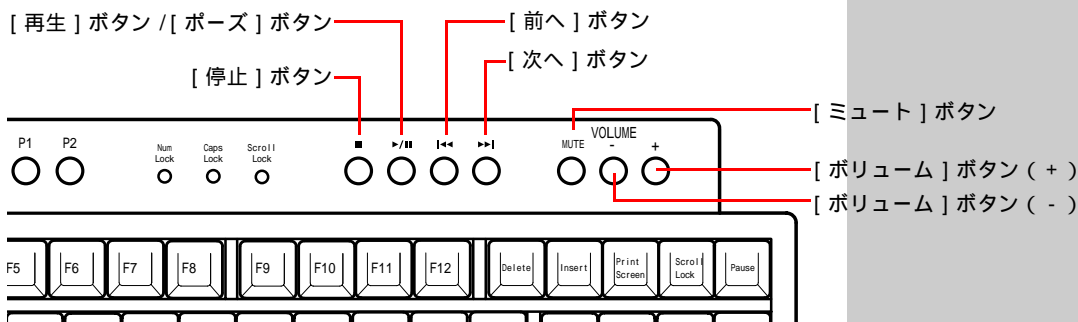 [ 再生 ] ボタン / [ ポーズ ] ボタン
[ 前へ ] ボタン
[ 停止 ] ボタン
[ 次へ ] ボタン
[ ミュート ] ボタン
P1
P2
Num
Lock
Caps
Lock
Scroll
Lock
MUTE
VOLUME
-
+
[ ボリューム ] ボタン ( + )
[ ボリューム ] ボタン ( - )
F5
F6
F7
F8
F9
F10
F11
F12
Delete
Insert
Print
Screen
Scroll
Lock
Pause